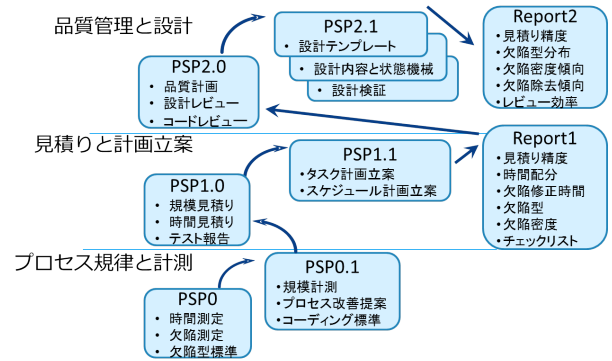 品質管理と設計
PSP2.0
• 品質計画
• 設計レビュー
• コードレビュー
PSP2.1
• 設計テンプレート
• 設計内容と状態機械
• 設計検証
Report2
•見積り精度
•欠陥型分布
•欠陥密度傾向
•欠陥除去傾向
•レビュー効率
見積りと計画立案
PSP1.0
• 規模見積り
• 時間見積り
• テスト報告
PSP1.1
•タスク計画立案
•スケジュール計画立案
Report1
•見積り精度
•時間配分
•欠陥修正時間
•欠陥型
•欠陥密度
•チェックリスト
プロセス規律と計測
PSP0
• 時間測定
• 欠陥測定
• 欠陥型標準
PSP0.1
•規模計測
•プロセス改善提案
•コーディング標準